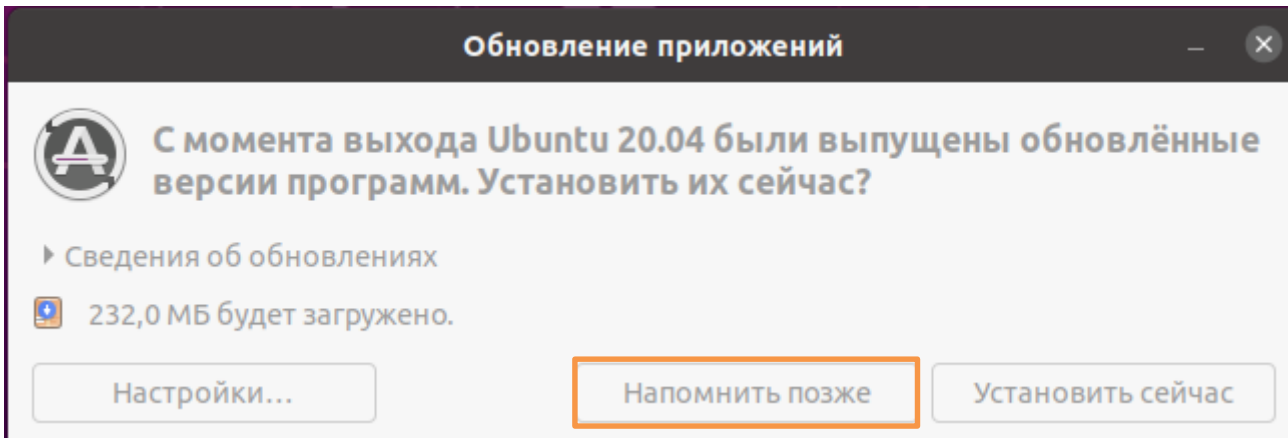 Обновление приложений
С момента выхода Ubuntu 20.04 были выпущены обновлённые
версии программ. Установить их сейчас?
Сведения об обновлениях
232,0 МБ будет загружено.
Настройки... Напомнить позже Установить сейчас